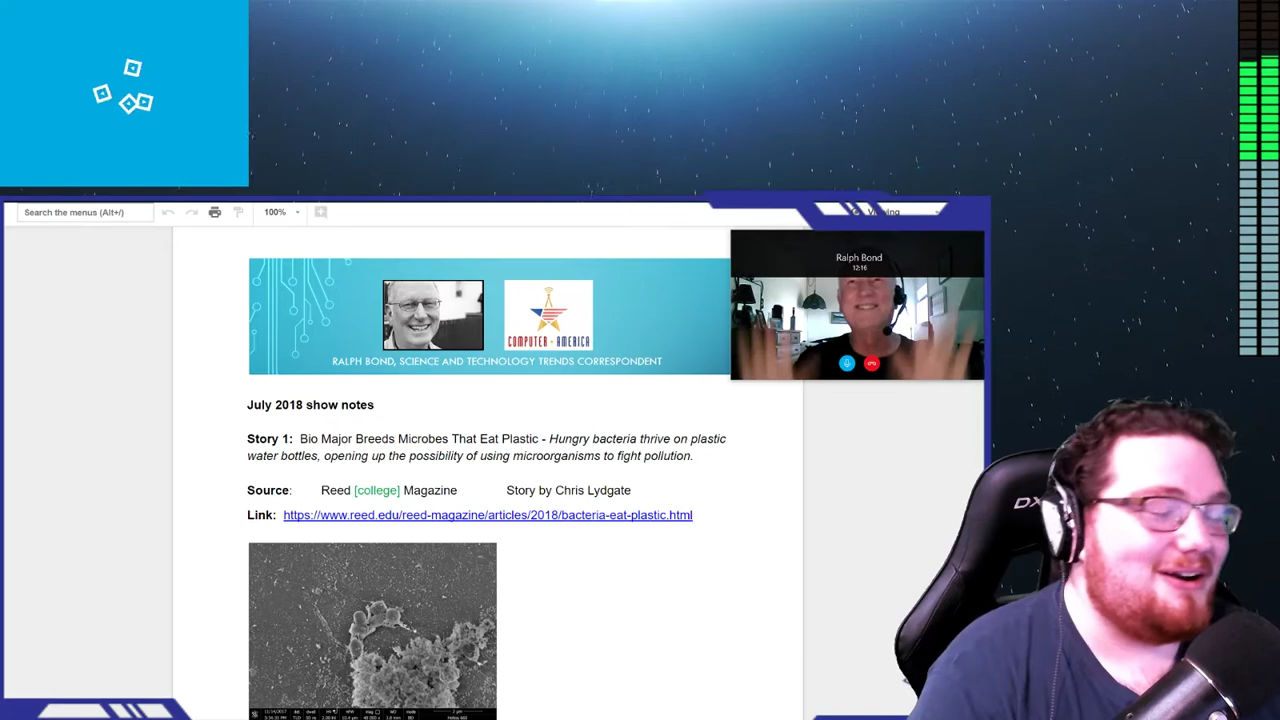 Search the menus (Alt+/)
100%
Ralph Bond
12:16
COMPUTER AMERICA
RALPH BOND, SCIENCE AND TECHNOLOGY TRENDS CORRESPONDENT
July 2018 show notes
Story 1: Bio Major Breeds Microbes That Eat Plastic - Hungry bacteria thrive on plastic
water bottles, opening up the possibility of using microorganisms to fight pollution.
Source: Reed [college] Magazine Story by Chris Lydgate
Link: https://www.reed.edu/reed-magazine/articles/2018/bacteria-eat-plastic.html
DX